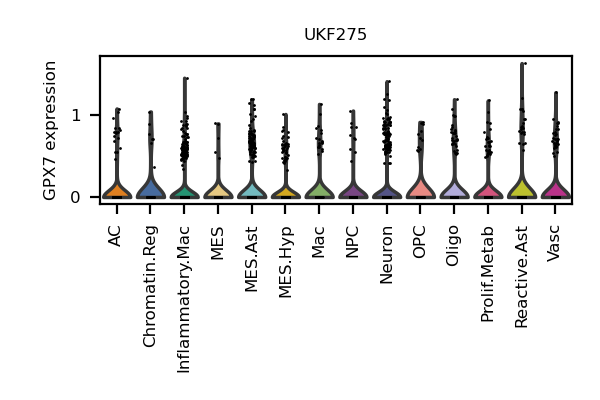 UKF275
GPX7 expression
1
0
AC
Chromatin.Reg
Inflammatory.Mac
MES
MES.Ast
MES.Hyp
Mac
NPC
Neuron
OPC
Oligo
Prolif.Metab
Reactive.Ast
Vasc